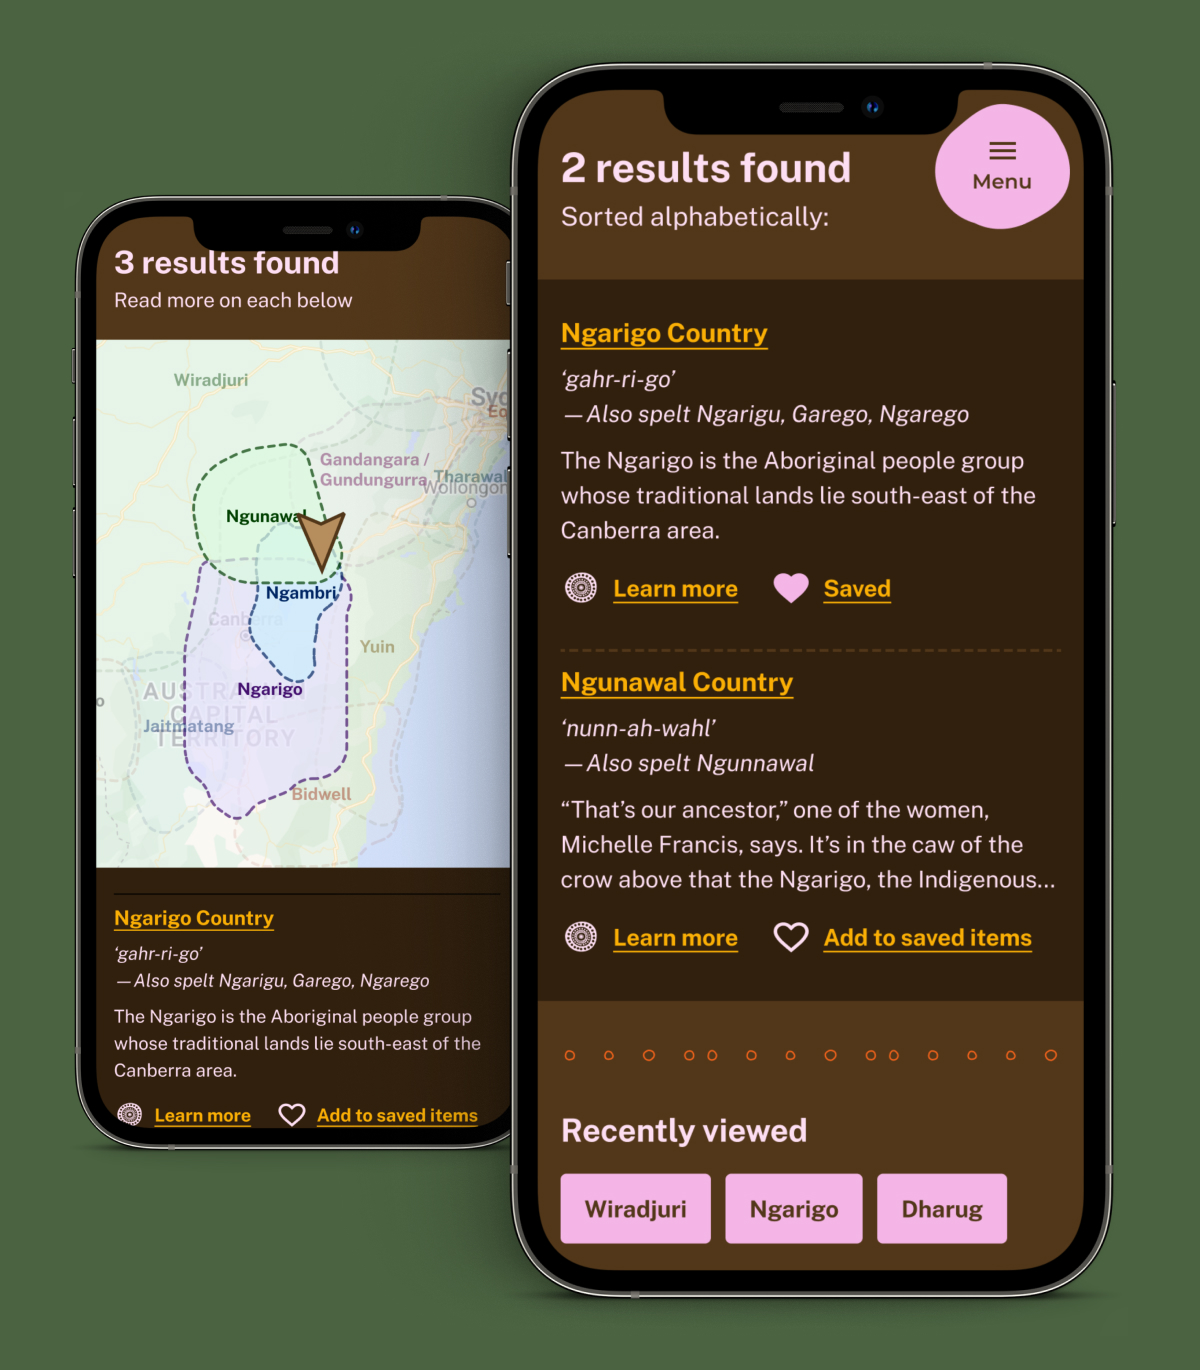 3 results found
Read more on each below
Wiradjuri
Syd
Eo
Gandangara /
Gundungurra
Tharawal
Wollongon
Ngunawal
Ngambri
Canberra
Yuin
Ngarigo
AUSTRALIAN
CAPITAL
TERRITORY
Jaitmatang
o
Bidwell
Ngarigo Country
‘gahr-ri-go’
—Also spelt Ngarigu, Garego, Ngarego
The Ngarigo is the Aboriginal people group
whose traditional lands lie south-east of the
Canberra area.
Learn more
Add to saved items
2 results found
Sorted alphabetically:
Menu
Ngarigo Country
‘gahr-ri-go’
—Also spelt Ngarigu, Garego, Ngarego
The Ngarigo is the Aboriginal people group
whose traditional lands lie south-east of the
Canberra area.
Learn more
Saved
Ngunawal Country
‘nunn-ah-wahl’
—Also spelt Ngunnawal
“That’s our ancestor,” one of the women,
Michelle Francis, says. It’s in the caw of the
crow above that the Ngarigo, the Indigenous...
Learn more
Add to saved items
Recently viewed
Wiradjuri
Ngarigo
Dharug